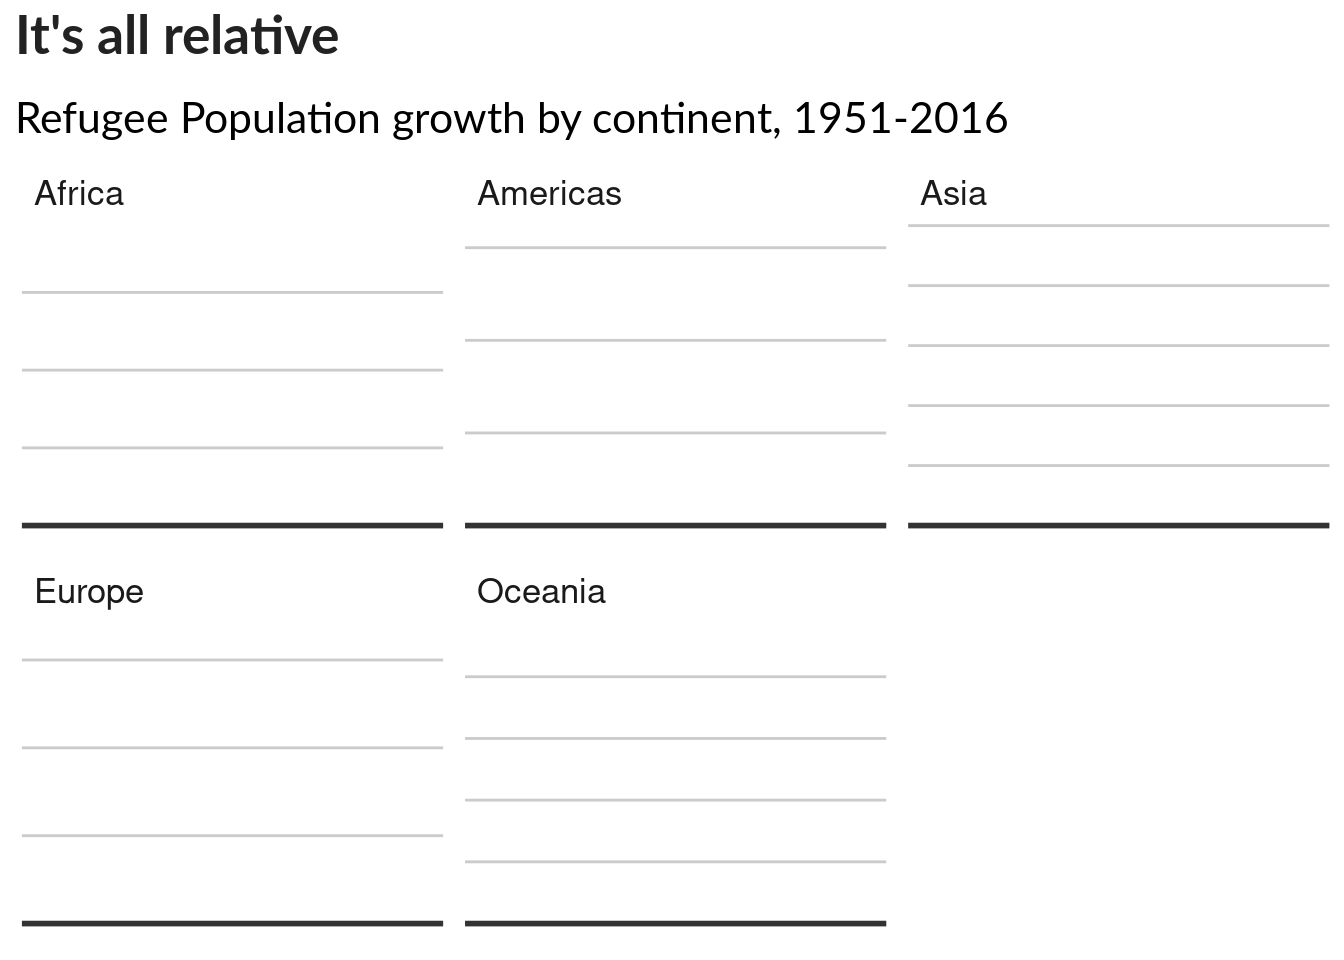 It's all relative
Refugee Population growth by continent, 1951-2016
Africa
Americas
Asia
Europe
Oceania